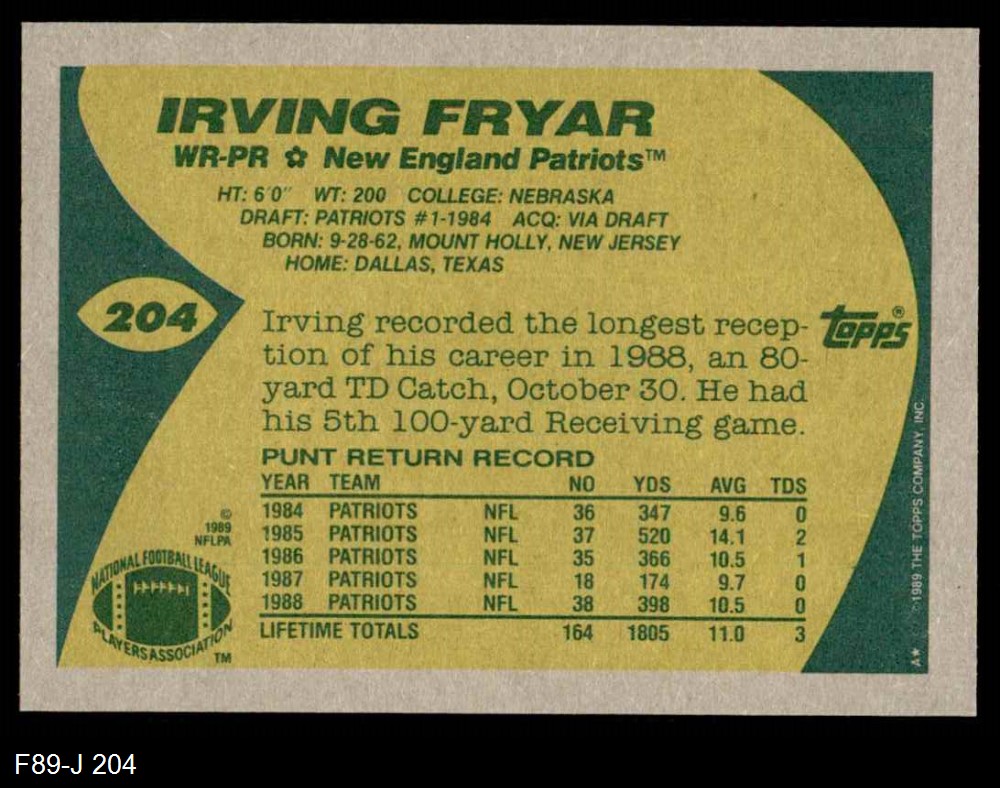 IRVING FRYAR
WR-PR ✿ New England Patriots™
HT: 6'0" WT: 200 COLLEGE: NEBRASKA
DRAFT: PATRIOTS #1-1984 ACQ: VIA DRAFT
BORN: 9-28-62, MOUNT HOLLY, NEW JERSEY
HOME: DALLAS, TEXAS
204
Irving recorded the longest recep-
tion of his career in 1988, an 80-
yard TD Catch, October 30. He had
his 5th 100-yard Receiving game.
topps®
PUNT RETURN RECORD
YEAR TEAM NO YDS AVG TDS
1984 PATRIOTS NFL 36 347 9.6 0
1985 PATRIOTS NFL 37 520 14.1 2
1986 PATRIOTS NFL 35 366 10.5 1
1987 PATRIOTS NFL 18 174 9.7 0
1988 PATRIOTS NFL 38 398 10.5 0
LIFETIME TOTALS 164 1805 11.0 3
©
1989
NFLPA
NATIONAL FOOTBALL LEAGUE
PLAYERS ASSOCIATION
TM
A* ©1989 THE TOPPS COMPANY, INC.
F89-J 204